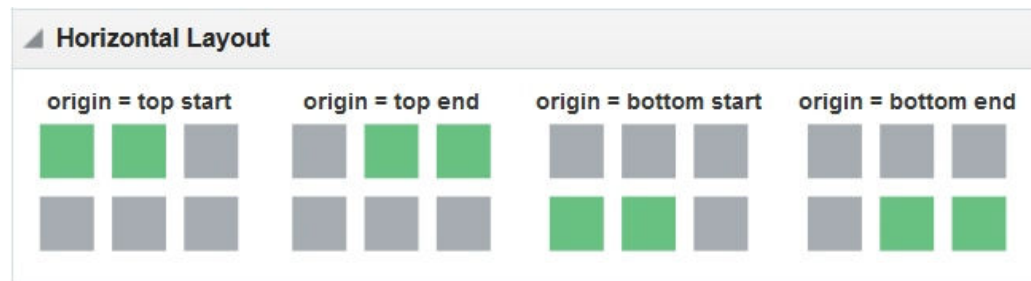 Horizontal Layout
origin = top start
origin = top end
origin = bottom start
origin = bottom end